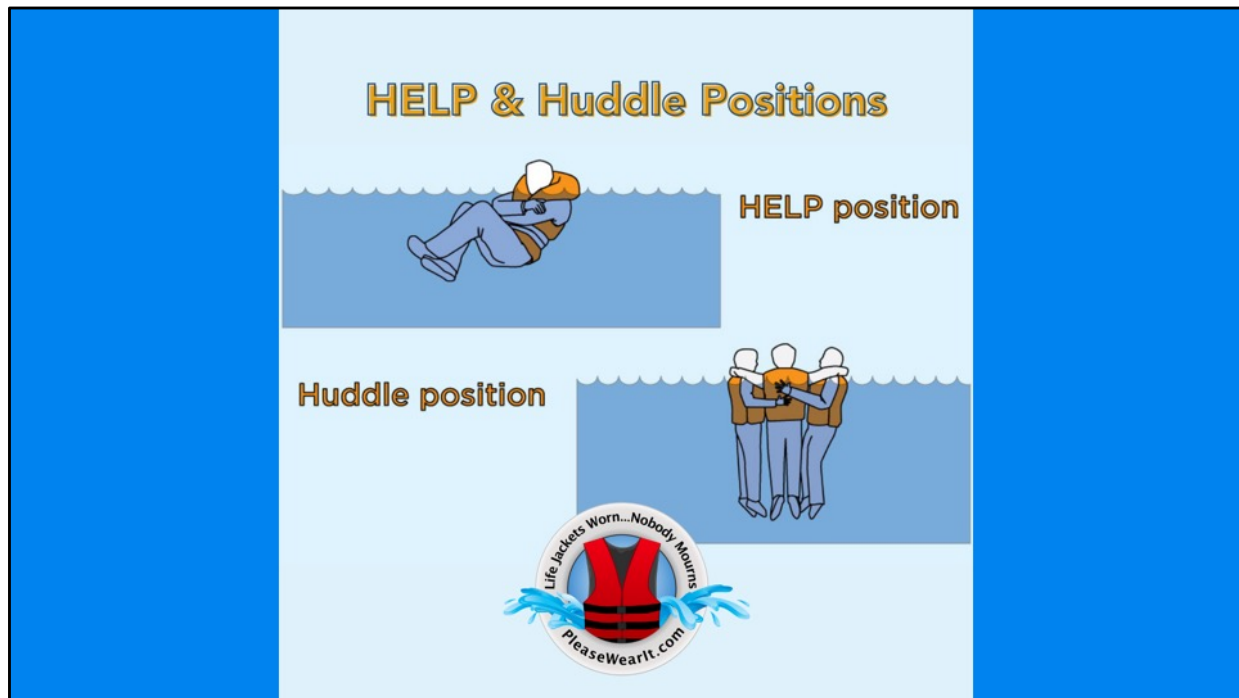 HELP & Huddle Positions
HELP position
Huddle position
Life Jackets Worn...Nobody Mourns
PleaseWearIt.com